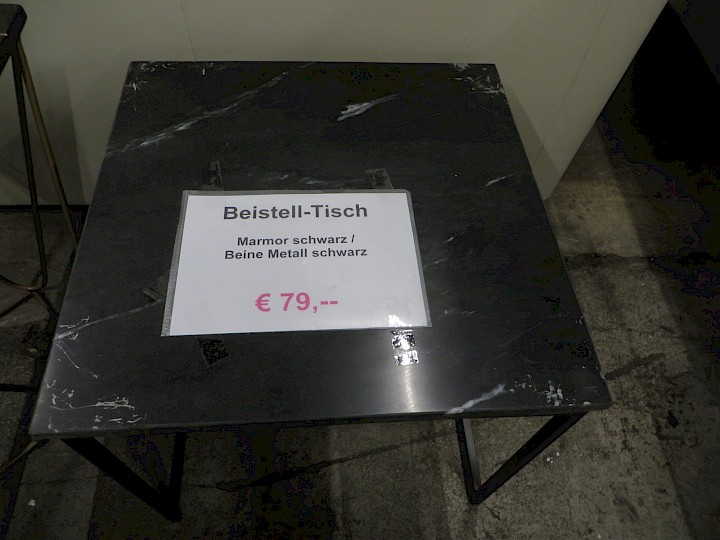 Beistell-Tisch
Marmor schwarz /
Beine Metall schwarz
€ 79,--